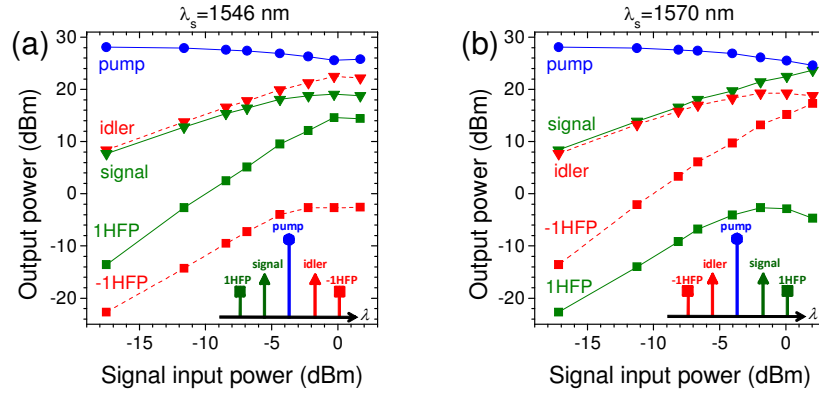 λs=1546 nm
(a)
Output power (dBm)
30
20
10
0
-10
-20
pump
idler
signal
1HFP
-1HFP
pump
signal
idler
1HFP
-1HFP
λ
-15
-10
-5
0
Signal input power (dBm)
λs=1570 nm
(b)
Output power (dBm)
30
20
10
0
-10
-20
pump
signal
idler
-1HFP
1HFP
pump
idler
signal
-1HFP
1HFP
λ
-15
-10
-5
0
Signal input power (dBm)